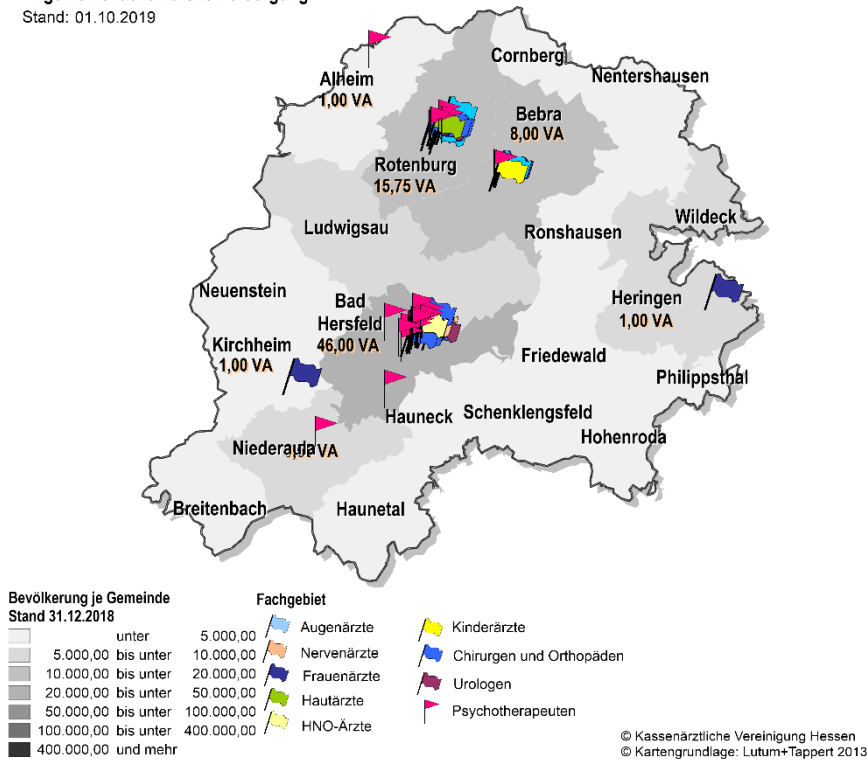 Stand: 01.10.2019
Cornberg
Alheim
1,00 VA
Nentershausen
Bebra
8,00 VA
Rotenburg
15,75 VA
Wildeck
Ludwigsau
Ronshausen
Neuenstein
Heringen
1,00 VA
Bad
Hersfeld
46,00 VA
Kirchheim
1,00 VA
Friedewald
Philippsthal
Hauneck
Schenklengsfeld
Hohenroda
Niederaula
VA
Breitenbach
Haunetal
Bevölkerung je Gemeinde
Stand 31.12.2018
unter 5.000,00
5.000,00 bis unter 10.000,00
10.000,00 bis unter 20.000,00
20.000,00 bis unter 50.000,00
50.000,00 bis unter 100.000,00
100.000,00 bis unter 400.000,00
400.000,00 und mehr
Fachgebiet
Augenärzte
Nervenärzte
Frauenärzte
Hautärzte
HNO-Ärzte
Kinderärzte
Chirurgen und Orthopäden
Urologen
Psychotherapeuten
© Kassenärztliche Vereinigung Hessen
© Kartengrundlage: Lutum+Tappert 2013